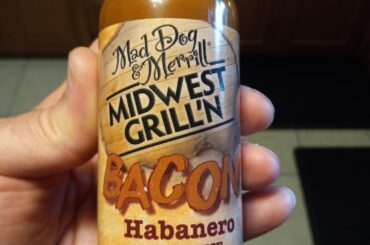 Mad Dog
& Merrill®
MIDWEST
GRILL'N
BACON
Habanero